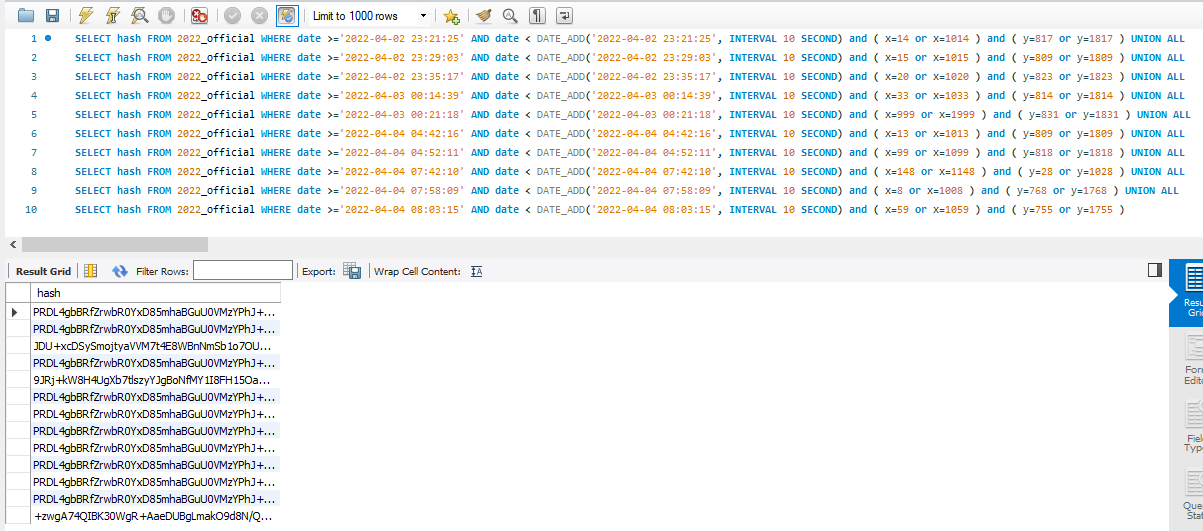 Limit to 1000 rows
1 SELECT hash FROM 2022_official WHERE date >='2022-04-02 23:21:25' AND date < DATE_ADD('2022-04-02 23:21:25', INTERVAL 10 SECOND) and ( x=14 or x=1014 ) and ( y=817 or y=1817 ) UNION ALL
2 SELECT hash FROM 2022_official WHERE date >='2022-04-02 23:29:03' AND date < DATE_ADD('2022-04-02 23:29:03', INTERVAL 10 SECOND) and ( x=15 or x=1015 ) and ( y=809 or y=1809 ) UNION ALL
3 SELECT hash FROM 2022_official WHERE date >='2022-04-02 23:35:17' AND date < DATE_ADD('2022-04-02 23:35:17', INTERVAL 10 SECOND) and ( x=20 or x=1020 ) and ( y=823 or y=1823 ) UNION ALL
4 SELECT hash FROM 2022_official WHERE date >='2022-04-03 00:14:39' AND date < DATE_ADD('2022-04-03 00:14:39', INTERVAL 10 SECOND) and ( x=33 or x=1033 ) and ( y=814 or y=1814 ) UNION ALL
5 SELECT hash FROM 2022_official WHERE date >='2022-04-03 00:21:18' AND date < DATE_ADD('2022-04-03 00:21:18', INTERVAL 10 SECOND) and ( x=999 or x=1999 ) and ( y=831 or y=1831 ) UNION ALL
6 SELECT hash FROM 2022_official WHERE date >='2022-04-04 04:42:16' AND date < DATE_ADD('2022-04-04 04:42:16', INTERVAL 10 SECOND) and ( x=13 or x=1013 ) and ( y=809 or y=1809 ) UNION ALL
7 SELECT hash FROM 2022_official WHERE date >='2022-04-04 04:52:11' AND date < DATE_ADD('2022-04-04 04:52:11', INTERVAL 10 SECOND) and ( x=99 or x=1099 ) and ( y=818 or y=1818 ) UNION ALL
8 SELECT hash FROM 2022_official WHERE date >='2022-04-04 07:42:10' AND date < DATE_ADD('2022-04-04 07:42:10', INTERVAL 10 SECOND) and ( x=148 or x=1148 ) and ( y=28 or y=1028 ) UNION ALL
9 SELECT hash FROM 2022_official WHERE date >='2022-04-04 07:58:09' AND date < DATE_ADD('2022-04-04 07:58:09', INTERVAL 10 SECOND) and ( x=8 or x=1008 ) and ( y=768 or y=1768 ) UNION ALL
10 SELECT hash FROM 2022_official WHERE date >='2022-04-04 08:03:15' AND date < DATE_ADD('2022-04-04 08:03:15', INTERVAL 10 SECOND) and ( x=59 or x=1059 ) and ( y=755 or y=1755 )
Result Grid Filter Rows: Export: Wrap Cell Content:
hash
PRDL4gbBRfZrwbR0YxD85mhaBGuU0VMzYPhJ+...
PRDL4gbBRfZrwbR0YxD85mhaBGuU0VMzYPhJ+...
JDU+xcDSySmojtyaVVM7t4E8WBnNmSb1o7OU...
PRDL4gbBRfZrwbR0YxD85mhaBGuU0VMzYPhJ+...
9JRj+kW8H4UgXb7tlszyYJgBoNfMY1I8FH15Oa...
PRDL4gbBRfZrwbR0YxD85mhaBGuU0VMzYPhJ+...
PRDL4gbBRfZrwbR0YxD85mhaBGuU0VMzYPhJ+...
PRDL4gbBRfZrwbR0YxD85mhaBGuU0VMzYPhJ+...
PRDL4gbBRfZrwbR0YxD85mhaBGuU0VMzYPhJ+...
PRDL4gbBRfZrwbR0YxD85mhaBGuU0VMzYPhJ+...
PRDL4gbBRfZrwbR0YxD85mhaBGuU0VMzYPhJ+...
PRDL4gbBRfZrwbR0YxD85mhaBGuU0VMzYPhJ+...
+zwgA74QIBK30WgR+AaeDUBgLmakO9d8N/Q...
Resu
Gri
Forr
Edito
Fiel
Type
Que
Sta